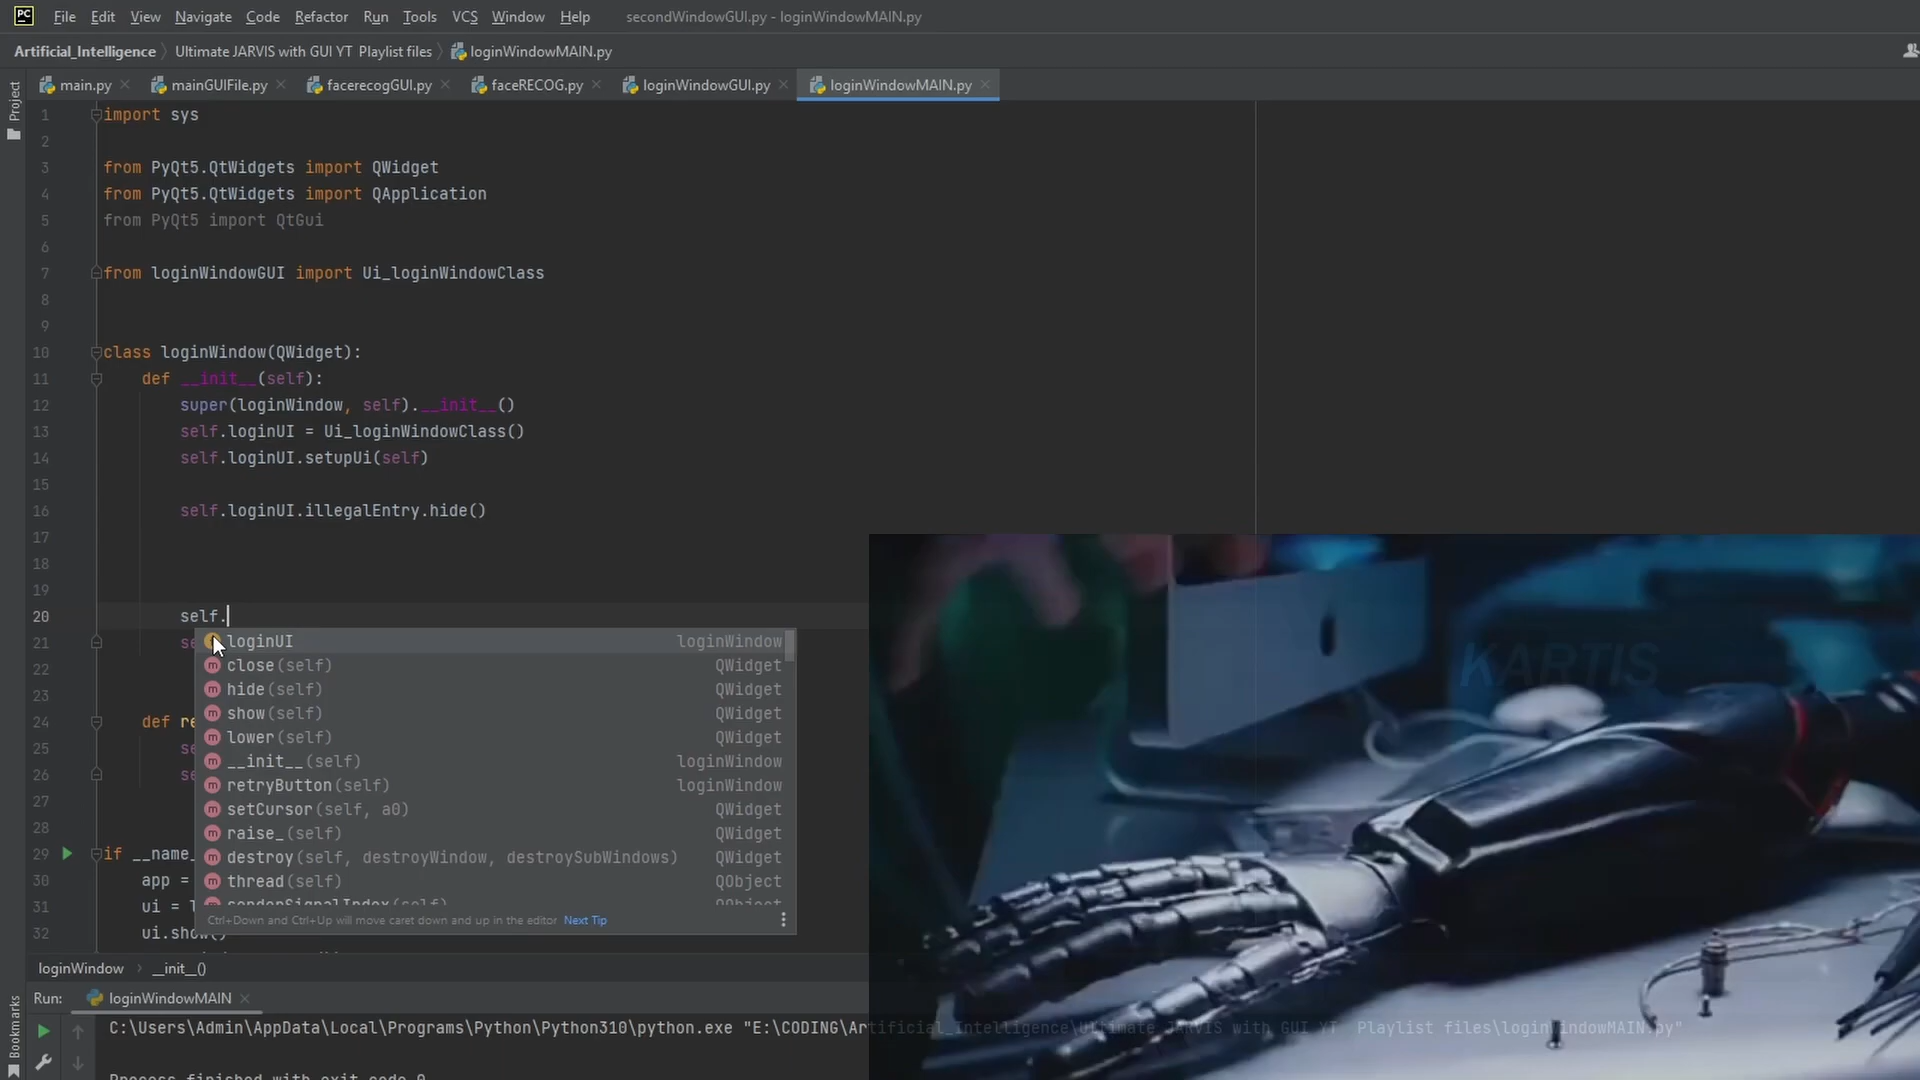 File Edit View Navigate Code Refactor Run Tools VCS Window Help secondWindowGUI.py - loginWindowMAIN.py
Artificial_Intelligence Ultimate JARVIS with GUI YT Playlist files loginWindowMAIN.py
Project
main.py mainGUIFile.py facerecogGUI.py faceRECOG.py loginWindowGUI.py loginWindowMAIN.py
1 import sys
2
3 from PyQt5.QtWidgets import QWidget
4 from PyQt5.QtWidgets import QApplication
5 from PyQt5 import QtGui
6
7 from loginWindowGUI import Ui_loginWindowClass
8
9
10 class loginWindow(QWidget):
11 def __init__(self):
12 super(loginWindow, self).__init__()
13 self.loginUI = Ui_loginWindowClass()
14 self.loginUI.setupUi(self)
15
16 self.loginUI.illegalEntry.hide()
17
18
19
20 self.
21 se
22
23
24 def re
25 se
26 se
27
28
29 if __name_
30 app =
31 ui =
32 ui.show()
loginUI loginWindow
close(self) QWidget
hide(self) QWidget
show(self) QWidget
lower(self) QWidget
__init__(self) loginWindow
retryButton(self) loginWindow
setCursor(self, a0) QWidget
raise_(self) QWidget
destroy(self, destroyWindow, destroySubWindows) QWidget
thread(self) QObject
senderSignalIndex(self) QObject
Ctrl+Down and Ctrl+Up will move caret down and up in the editor Next Tip
KARTIS
loginWindow __init__()
Run: loginWindowMAIN
Bookmarks
C:\Users\Admin\AppData\Local\Programs\Python\Python310\python.exe "E:\CODING\Artificial_Intelligence\Ultimate JARVIS with GUI YT Playlist files\loginWindowMAIN.py"
Process finished with exit code 0